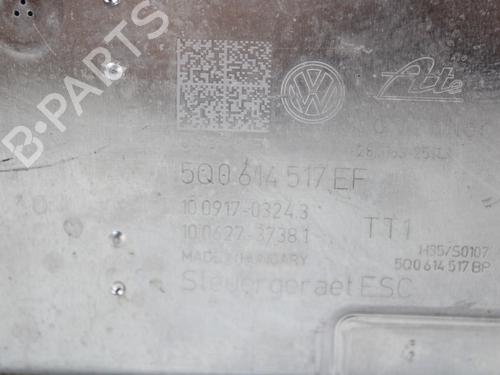 B-PARTS
Ate
5Q0 614 517 EF
10.0917-0324.3
10.0627-3738.1
TT1
H35/S0107
MADE IN HUNGARY
5Q0 614 517 BP
Steuergeraet ESC